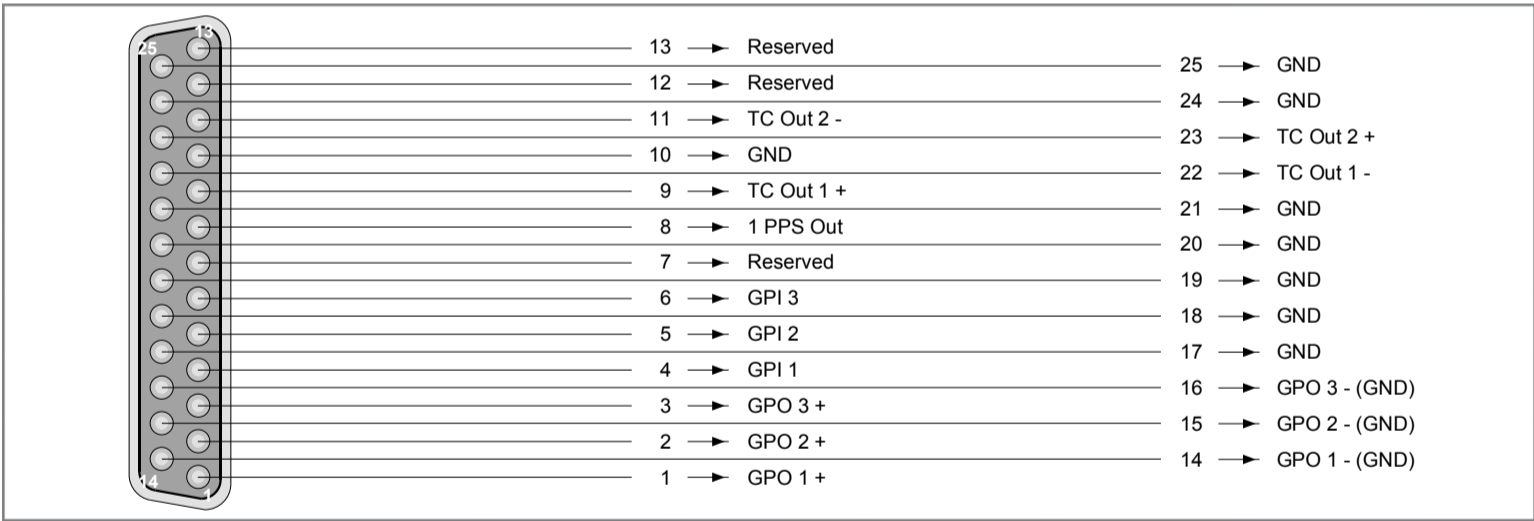 13
25
13 Reserved
25 GND
12 Reserved
24 GND
11 TC Out 2 -
23 TC Out 2 +
10 GND
22 TC Out 1 -
9 TC Out 1 +
21 GND
8 1 PPS Out
20 GND
7 Reserved
19 GND
6 GPI 3
18 GND
5 GPI 2
17 GND
4 GPI 1
16 GPO 3 - (GND)
3 GPO 3 +
15 GPO 2 - (GND)
2 GPO 2 +
14 GPO 1 - (GND)
1 GPO 1 +
14
1